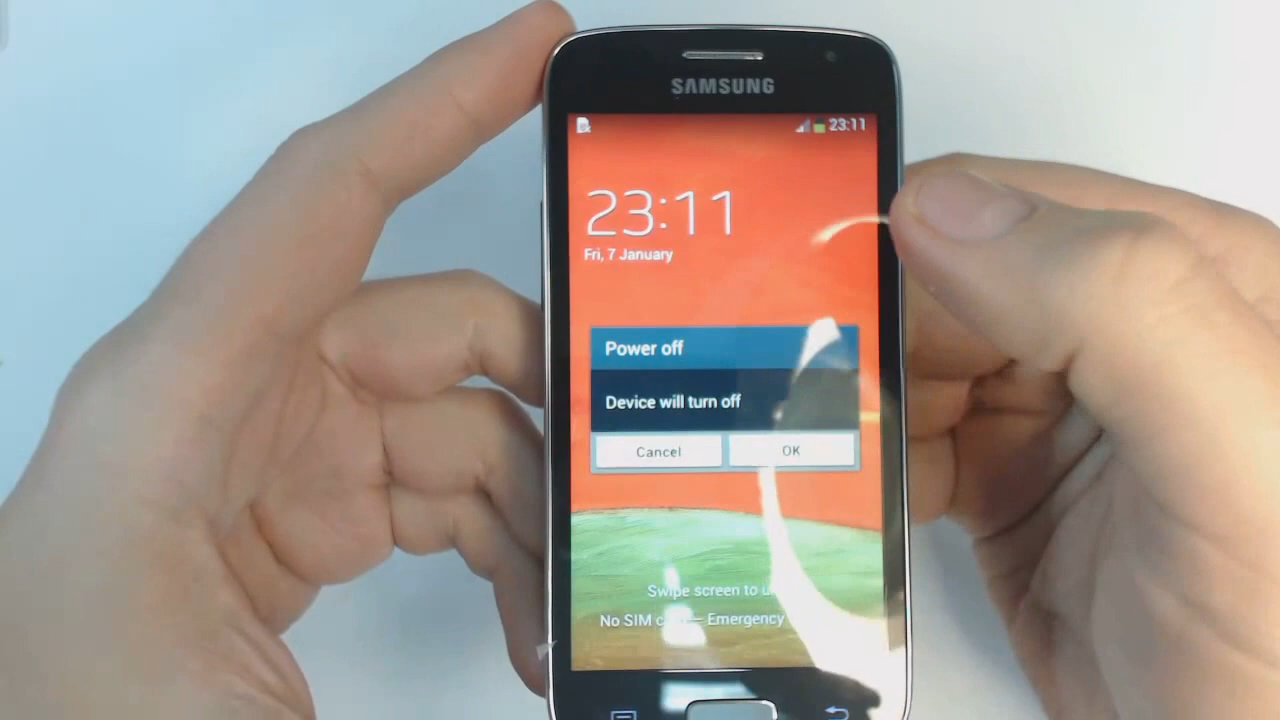 SAMSUNG
23:11
23:11
Fri, 7 January
Power off
Device will turn off
Cancel
OK
Swipe screen to
No SIM — Emergency